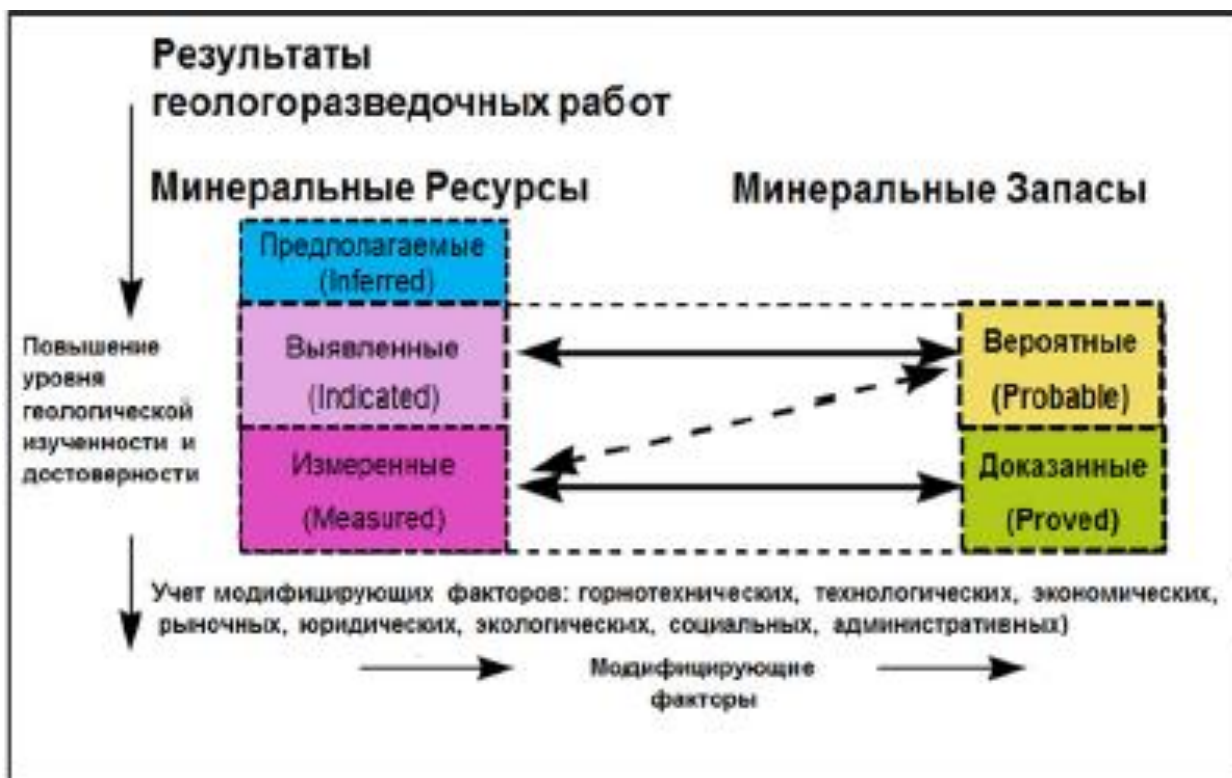 Результаты
геологоразведочных работ
Минеральные Ресурсы
Минеральные Запасы
Предполагаемые
(Inferred)
Выявленные
(Indicated)
Измеренные
(Measured)
Вероятные
(Probable)
Доказанные
(Proved)
Повышение
уровня
геологической
изученности и
достоверности
Учет модифицирующих факторов: горнотехнических, технологических, экономических,
рыночных, юридических, экологических, социальных, административных)
Модифицирующие
факторы